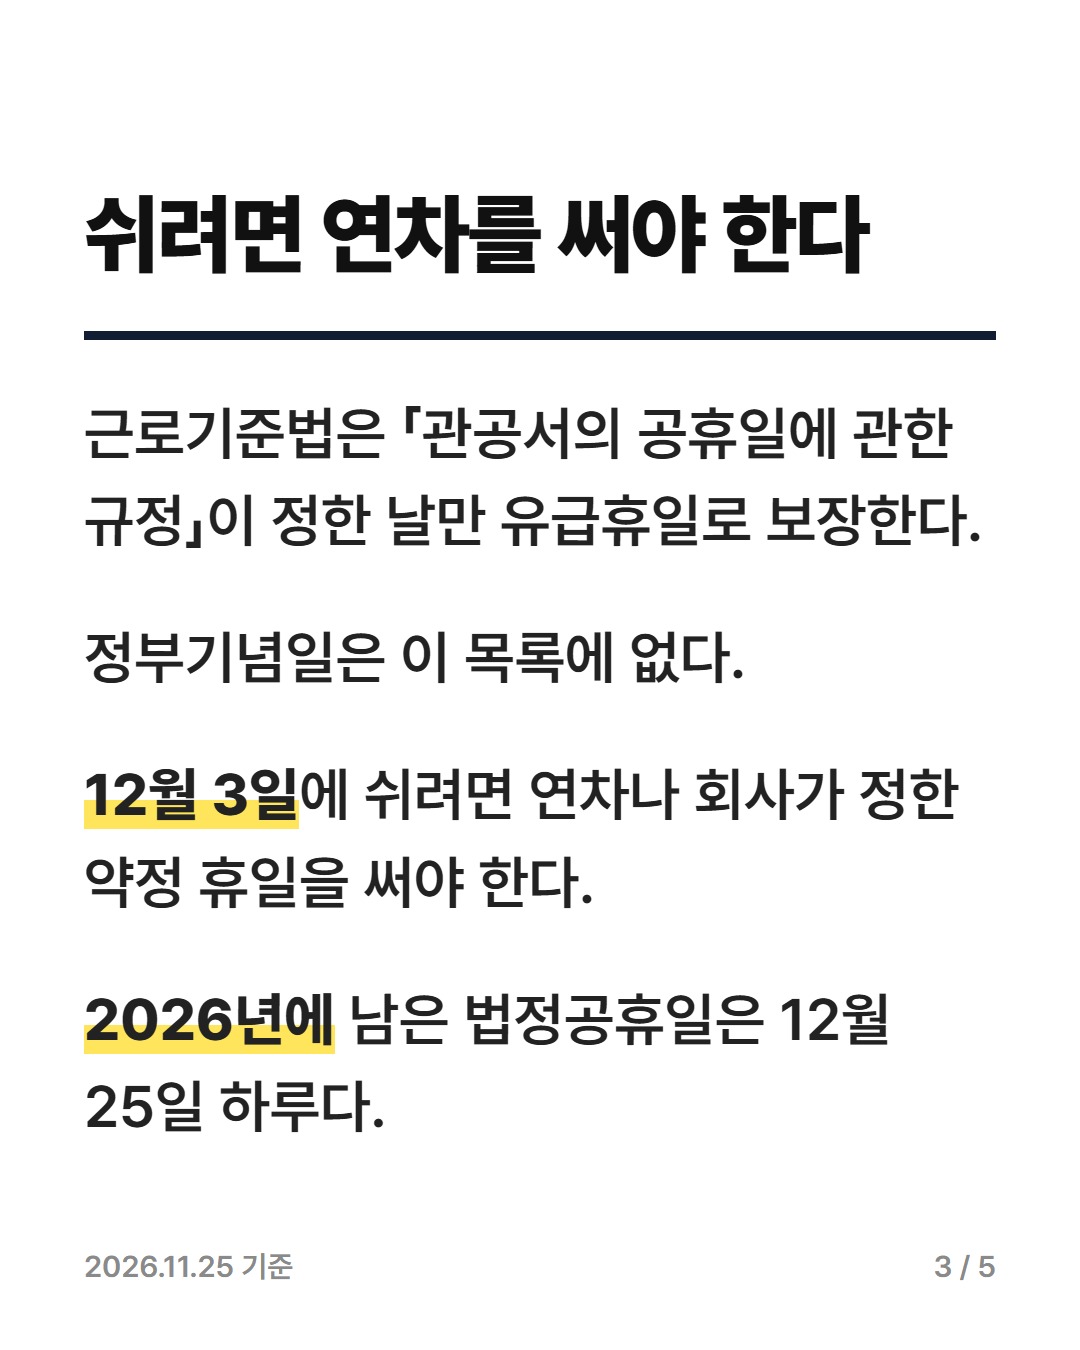 쉬려면 연차를 써야 한다
근로기준법은 「관공서의 공휴일에 관한
규정」이 정한 날만 유급휴일로 보장한다.
정부기념일은 이 목록에 없다.
12월 3일에 쉬려면 연차나 회사가 정한
약정 휴일을 써야 한다.
2026년에 남은 법정공휴일은 12월
25일 하루다.
2026.11.25 기준
3 / 5